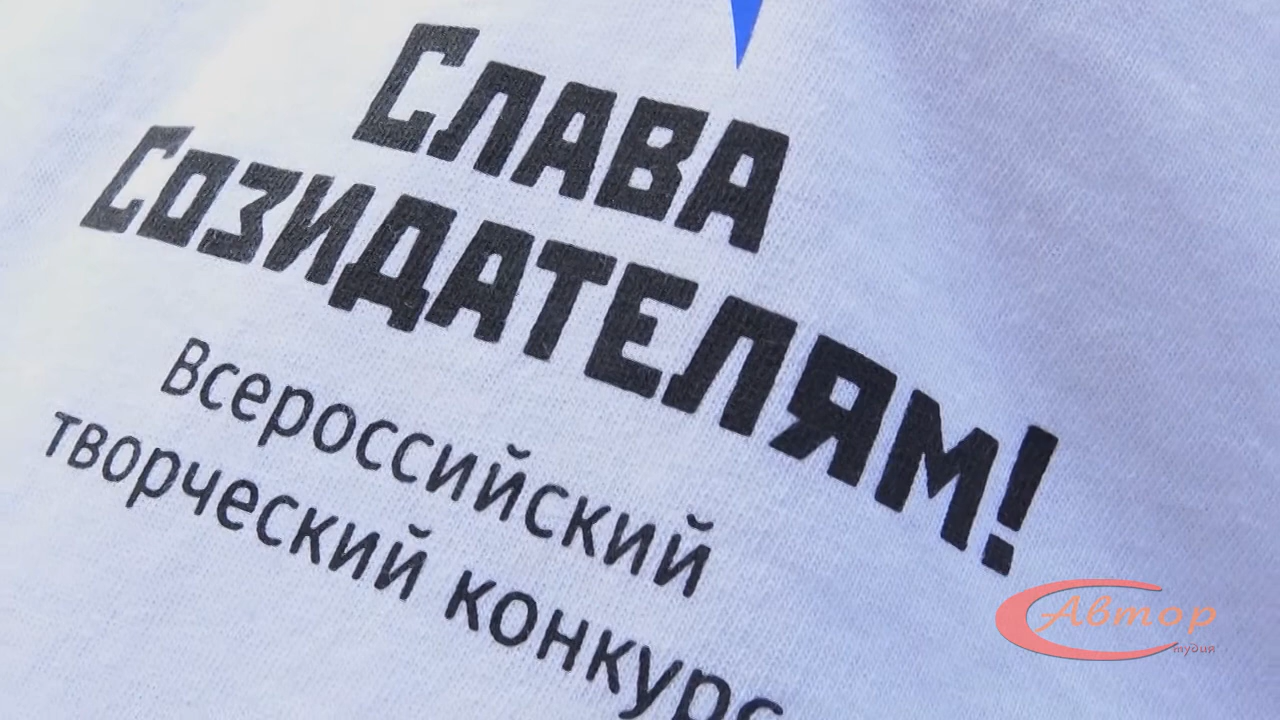 Слава
Созидателям!
Всероссийский
творческий конкурс
Автор
Студия